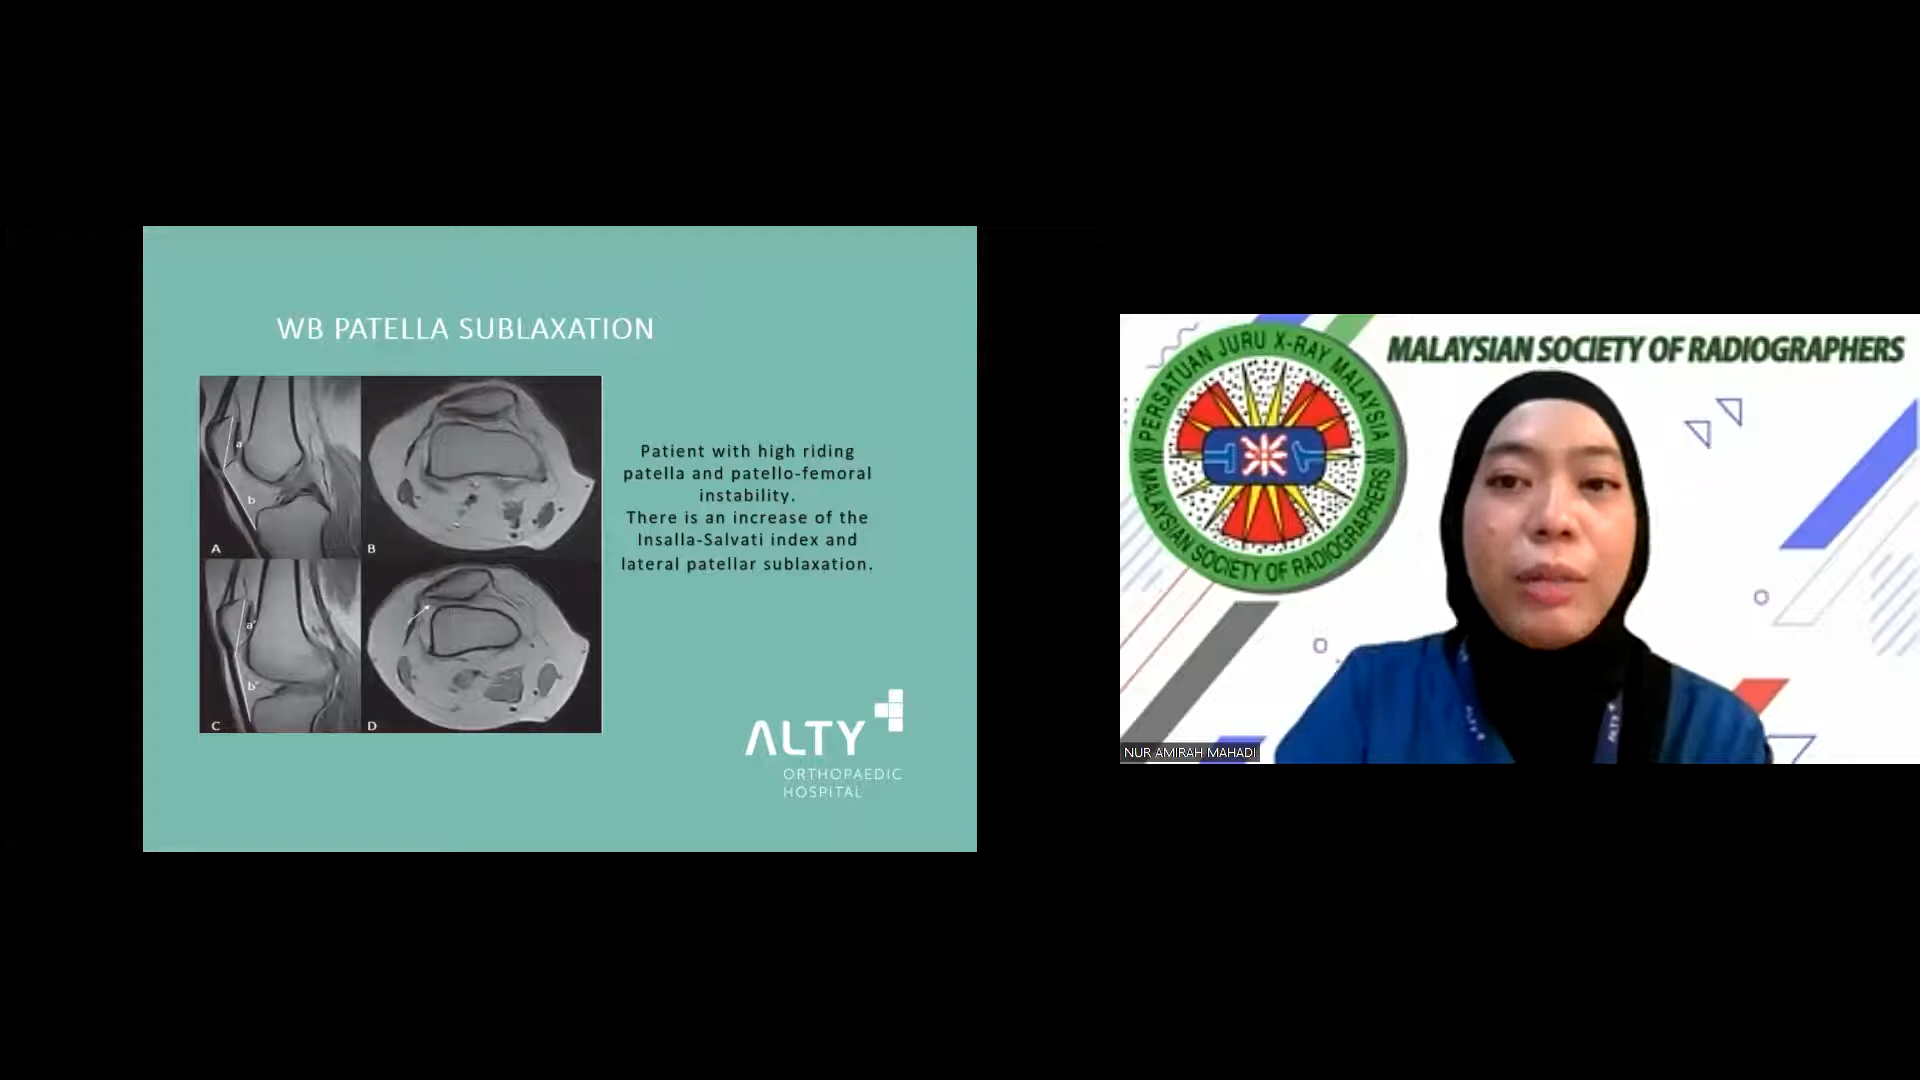 WB PATELLA SUBLAXATION
a
b
A
B
a'
b'
C
D
Patient with high riding
patella and patello-femoral
instability.
There is an increase of the
Insalla-Salvati index and
lateral patellar sublaxation.
ALTY
ORTHOPAEDIC
HOSPITAL
PERSATUAN JURU X-RAY MALAYSIA
MALAYSIAN SOCIETY OF RADIOGRAPHERS
MALAYSIAN SOCIETY OF RADIOGRAPHERS
NUR AMIRAH MAHADI